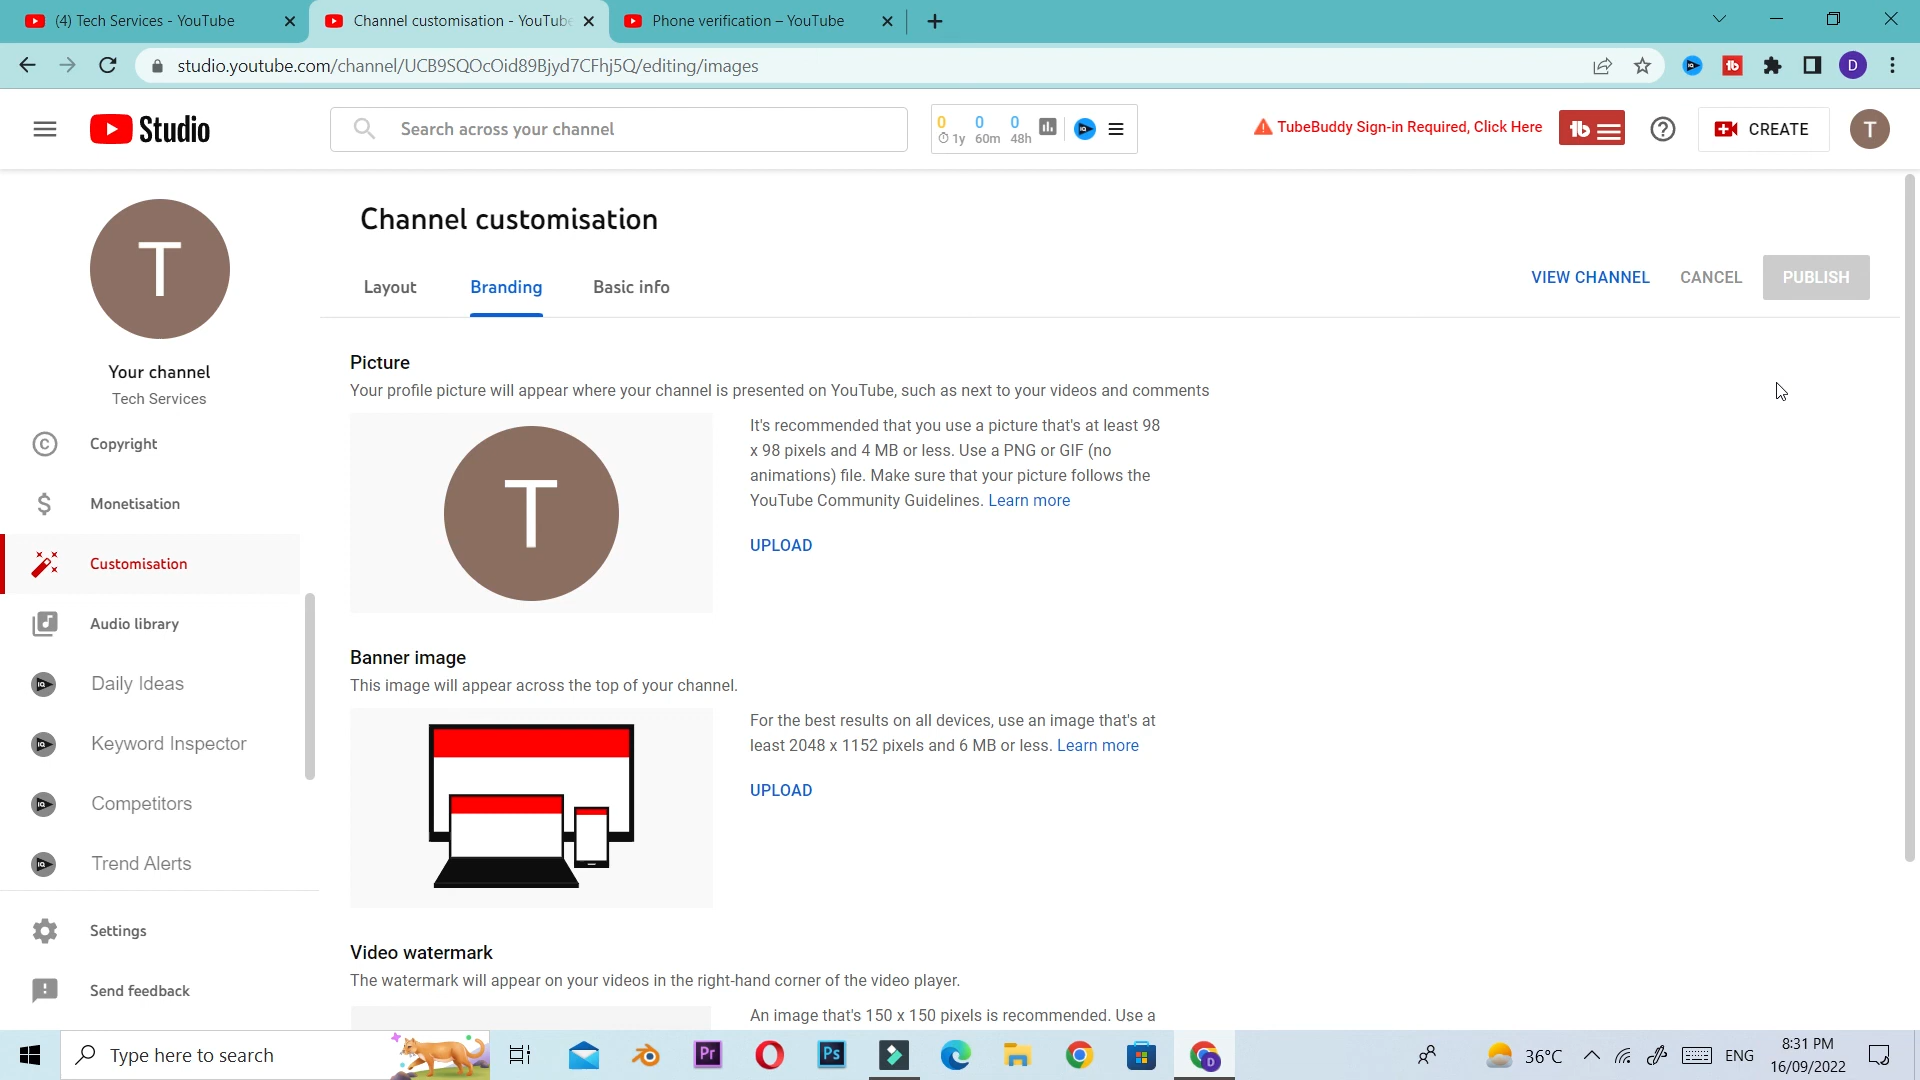 (4) Tech Services - YouTube
Channel customisation - YouTube
Phone verification – YouTube
studio.youtube.com/channel/UCB9SQOcOid89Bjyd7CFhj5Q/editing/images
D
Studio
Search across your channel
0 0 0
1y 60m 48h
TubeBuddy Sign-in Required, Click Here
CREATE
T
T
Your channel
Tech Services
Copyright
Monetisation
Customisation
Audio library
Daily Ideas
Keyword Inspector
Competitors
Trend Alerts
Settings
Send feedback
Channel customisation
Layout
Branding
Basic info
VIEW CHANNEL
CANCEL
PUBLISH
Picture
Your profile picture will appear where your channel is presented on YouTube, such as next to your videos and comments
T
It's recommended that you use a picture that's at least 98
x 98 pixels and 4 MB or less. Use a PNG or GIF (no
animations) file. Make sure that your picture follows the
YouTube Community Guidelines. Learn more
UPLOAD
Banner image
This image will appear across the top of your channel.
For the best results on all devices, use an image that's at
least 2048 x 1152 pixels and 6 MB or less. Learn more
UPLOAD
Video watermark
The watermark will appear on your videos in the right-hand corner of the video player.
An image that's 150 x 150 pixels is recommended. Use a
Type here to search
Pr
Ps
D
36°C
ENG
8:31 PM
16/09/2022